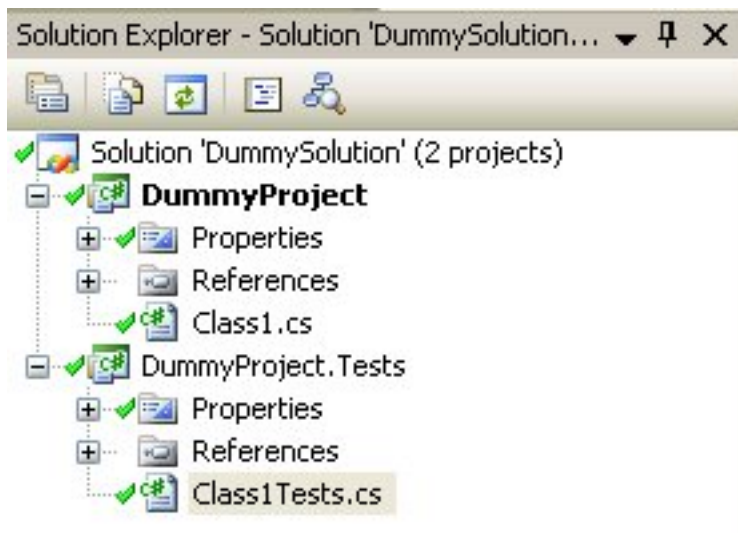 Solution Explorer - Solution 'DummySolution...
Solution 'DummySolution' (2 projects)
C# DummyProject
Properties
References
C# Class1.cs
C# DummyProject.Tests
Properties
References
C# Class1Tests.cs